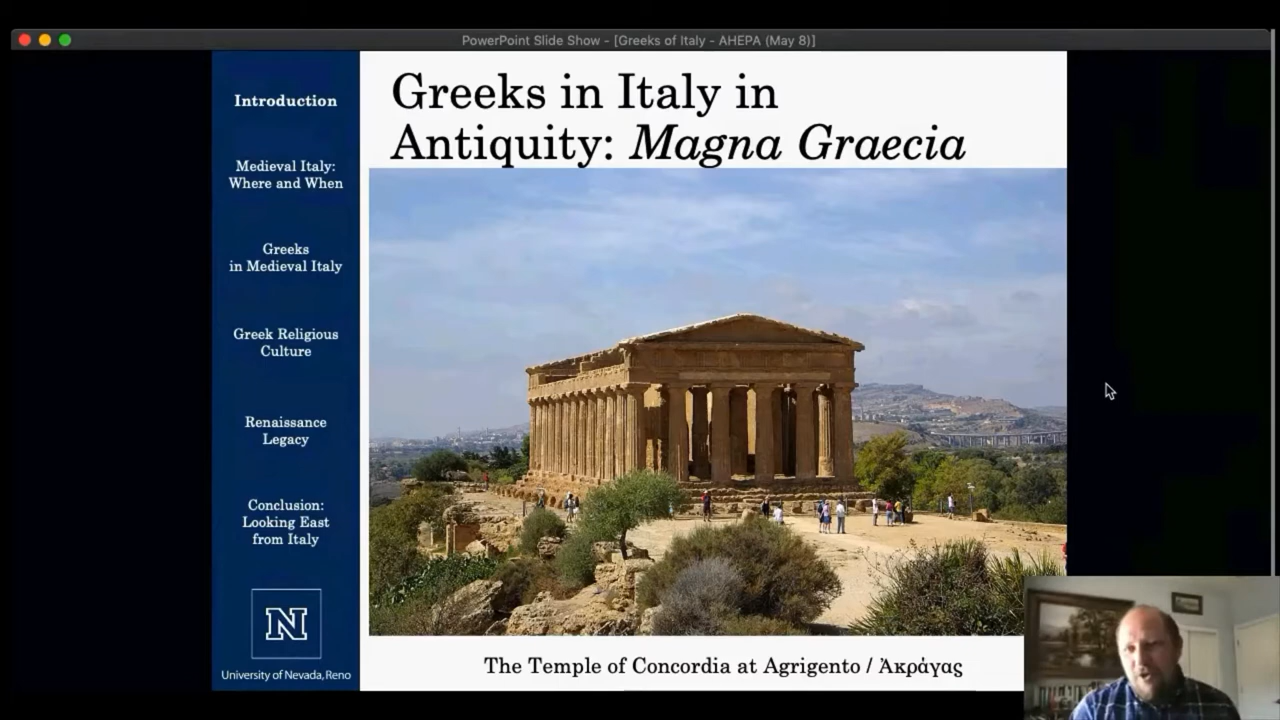 PowerPoint Slide Show - [Greeks of Italy - AHEPA (May 8)]
Introduction
Medieval Italy:
Where and When
Greeks
in Medieval Italy
Greek Religious
Culture
Renaissance
Legacy
Conclusion:
Looking East
from Italy
N
University of Nevada, Reno
Greeks in Italy in
Antiquity: Magna Graecia
The Temple of Concordia at Agrigento / Ἀκράγας